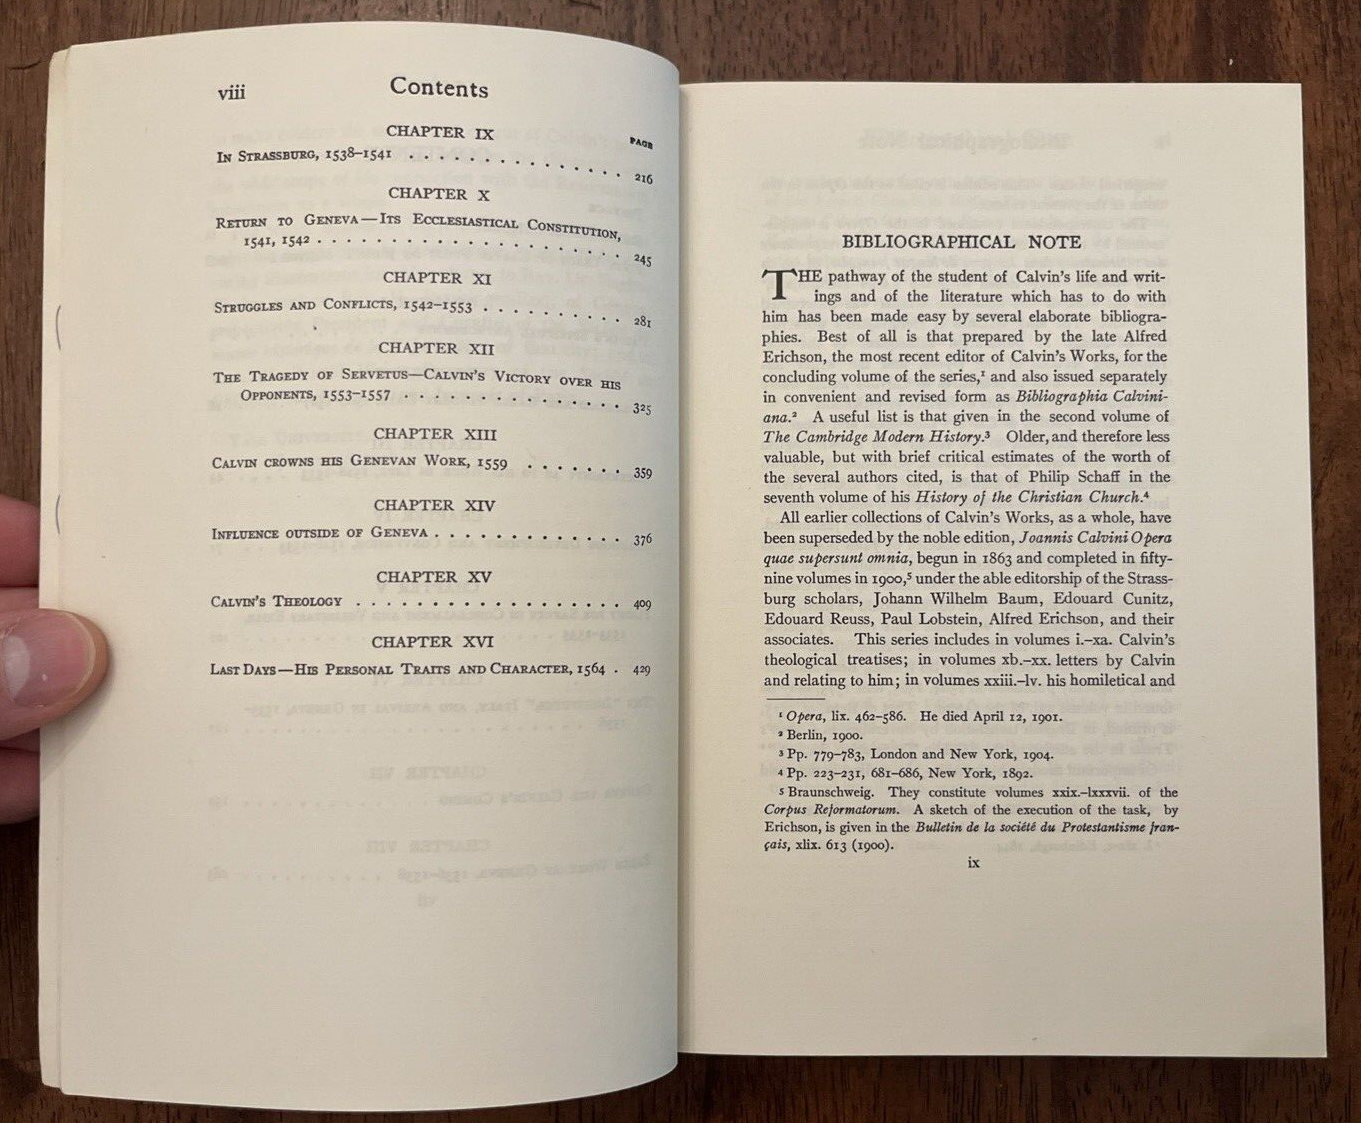 viii
Contents
CHAPTER IX
PAGE
In Strassburg, 1538–1541 . . . . . . . . . . . . . 216
CHAPTER X
Return to Geneva—Its Ecclesiastical Constitution,
1541, 1542 . . . . . . . . . . . . . . . . . . 245
CHAPTER XI
Struggles and Conflicts, 1542–1553 . . . . . . . . . 281
CHAPTER XII
The Tragedy of Servetus—Calvin's Victory over his
Opponents, 1553–1557 . . . . . . . . . . . . . 325
CHAPTER XIII
Calvin crowns his Genevan Work, 1559 . . . . . . . 359
CHAPTER XIV
Influence outside of Geneva . . . . . . . . . . . . . 376
CHAPTER XV
Calvin's Theology . . . . . . . . . . . . . . . . . . 409
CHAPTER XVI
Last Days—His Personal Traits and Character, 1564 . 429
BIBLIOGRAPHICAL NOTE
THE pathway of the student of Calvin's life and writ-
ings and of the literature which has to do with
him has been made easy by several elaborate bibliogra-
phies. Best of all is that prepared by the late Alfred
Erichson, the most recent editor of Calvin's Works, for the
concluding volume of the series,¹ and also issued separately
in convenient and revised form as Bibliographia Calvini-
ana.² A useful list is that given in the second volume of
The Cambridge Modern History.³ Older, and therefore less
valuable, but with brief critical estimates of the worth of
the several authors cited, is that of Philip Schaff in the
seventh volume of his History of the Christian Church.⁴
All earlier collections of Calvin's Works, as a whole, have
been superseded by the noble edition, Joannis Calvini Opera
quae supersunt omnia, begun in 1863 and completed in fifty-
nine volumes in 1900,⁵ under the able editorship of the Strass-
burg scholars, Johann Wilhelm Baum, Edouard Cunitz,
Edouard Reuss, Paul Lobstein, Alfred Erichson, and their
associates. This series includes in volumes i.–xa. Calvin's
theological treatises; in volumes xb.–xx. letters by Calvin
and relating to him; in volumes xxiii.–lv. his homiletical and
¹ Opera, lix. 462–586. He died April 12, 1901.
² Berlin, 1900.
³ Pp. 779–783, London and New York, 1904.
⁴ Pp. 223–231, 681–686, New York, 1892.
⁵ Braunschweig. They constitute volumes xxix.–lxxxvii. of the
Corpus Reformatorum. A sketch of the execution of the task, by
Erichson, is given in the Bulletin de la société du Protestantisme fran-
çais, xlix. 613 (1900).
ix